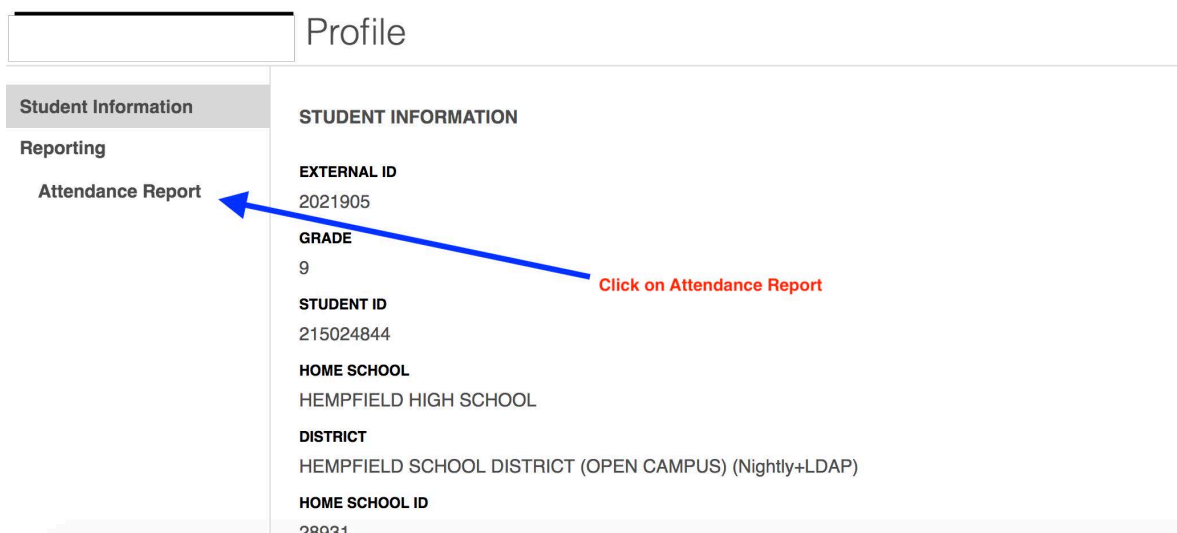 Profile
Student Information
Reporting
Attendance Report
STUDENT INFORMATION
EXTERNAL ID
2021905
GRADE
9
Click on Attendance Report
STUDENT ID
215024844
HOME SCHOOL
HEMPFIELD HIGH SCHOOL
DISTRICT
HEMPFIELD SCHOOL DISTRICT (OPEN CAMPUS) (Nightly+LDAP)
HOME SCHOOL ID
28931